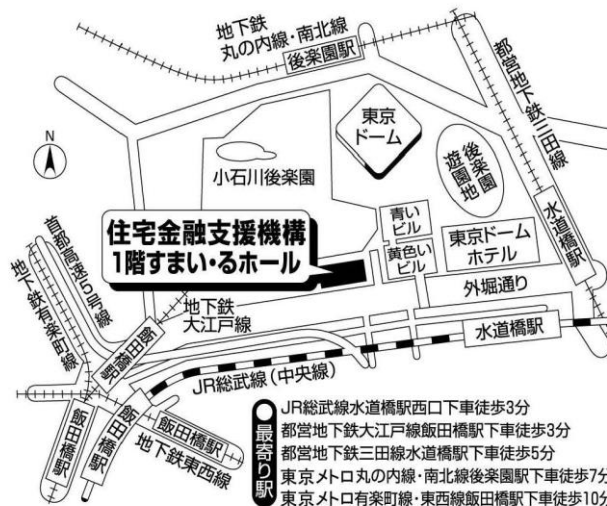 地下鉄
丸の内線・南北線
後楽園駅
都営地下鉄三田線
N
東京
ドーム
後楽園
遊園地
小石川後楽園
水道橋駅
青い
ビル
黄色い
ビル
東京ドーム
ホテル
住宅金融支援機構
1階すまい・るホール
外堀通り
首都高速5号線
地下鉄有楽町線
地下鉄
大江戸線
飯田橋駅
水道橋駅
JR総武線(中央線)
飯田橋駅
飯田橋駅
飯田橋駅
地下鉄東西線
最寄り駅
JR総武線水道橋駅西口下車徒歩3分
都営地下鉄大江戸線飯田橋駅下車徒歩3分
都営地下鉄三田線水道橋駅下車徒歩5分
東京メトロ丸の内線・南北線後楽園駅下車徒歩7分
東京メトロ有楽町線・東西線飯田橋駅下車徒歩10分